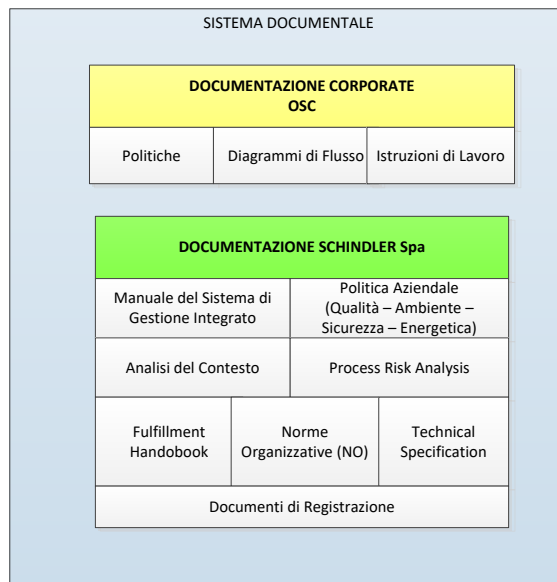 SISTEMA DOCUMENTALE
DOCUMENTAZIONE CORPORATE
OSC
Politiche
Diagrammi di Flusso
Istruzioni di Lavoro
DOCUMENTAZIONE SCHINDLER Spa
Manuale del Sistema di
Gestione Integrato
Politica Aziendale
(Qualità – Ambiente –
Sicurezza – Energetica)
Analisi del Contesto
Process Risk Analysis
Fulfillment
Handobook
Norme
Organizzative (NO)
Technical
Specification
Documenti di Registrazione